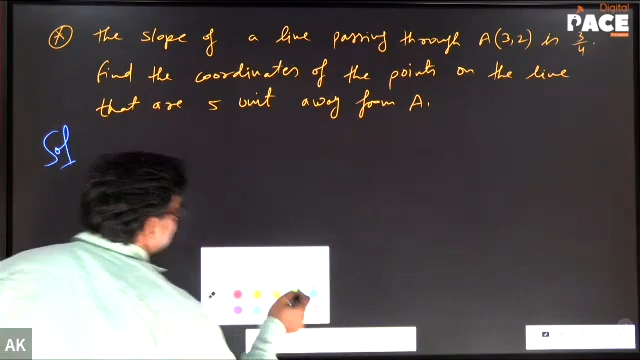 Digital
PACE
* The slope of a line passing through A(3,2) is 3/4.
find the coordinates of the points on the line
that are 5 unit away from A.
Sol
AK